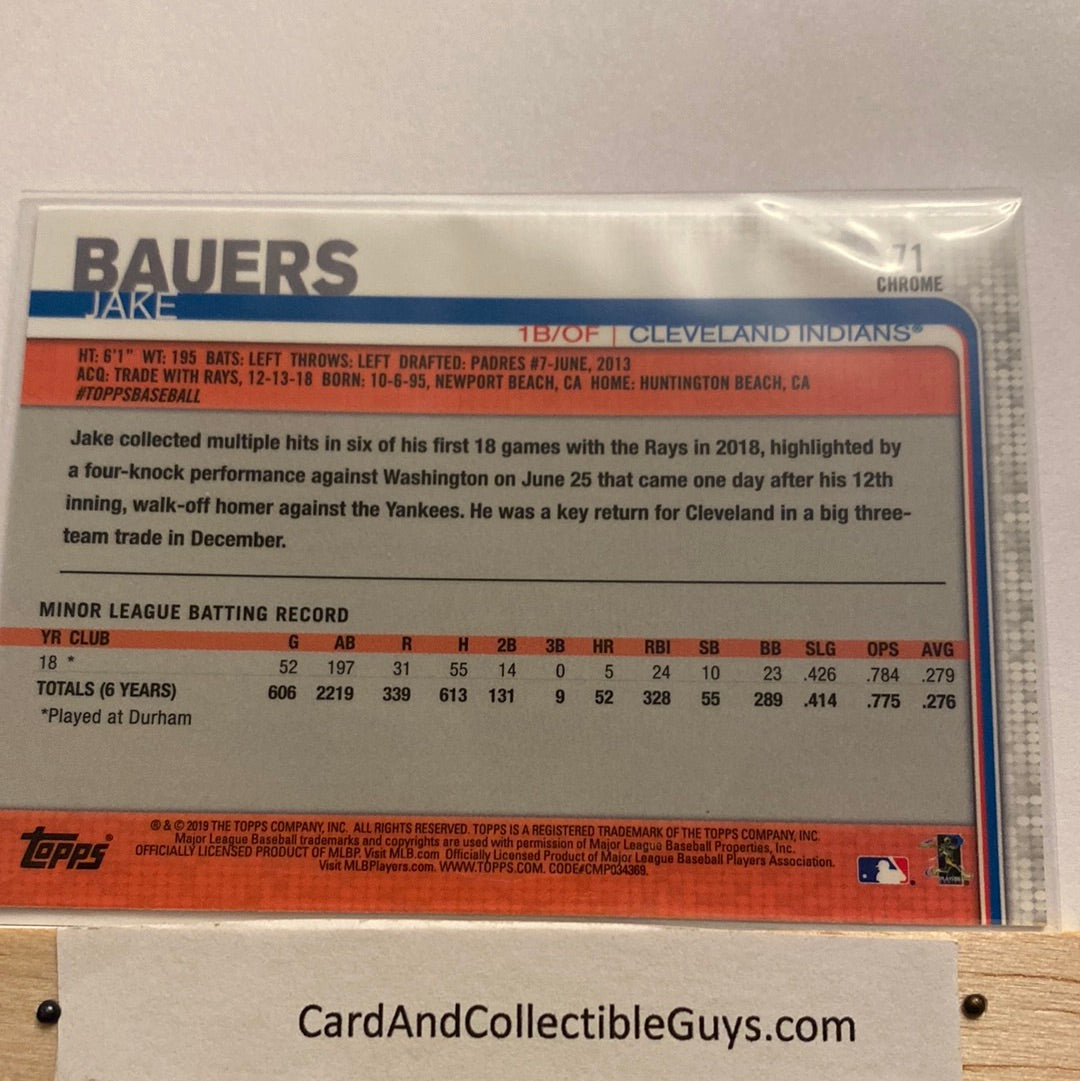 BAUERS
JAKE
71
CHROME
1B/OF | CLEVELAND INDIANS®
HT: 6'1" WT: 195 BATS: LEFT THROWS: LEFT DRAFTED: PADRES #7-JUNE, 2013
ACQ: TRADE WITH RAYS, 12-13-18 BORN: 10-6-95, NEWPORT BEACH, CA HOME: HUNTINGTON BEACH, CA
#TOPPSBASEBALL
Jake collected multiple hits in six of his first 18 games with the Rays in 2018, highlighted by
a four-knock performance against Washington on June 25 that came one day after his 12th
inning, walk-off homer against the Yankees. He was a key return for Cleveland in a big three-
team trade in December.
MINOR LEAGUE BATTING RECORD
YR CLUB G AB R H 2B 3B HR RBI SB BB SLG OPS AVG
18 * 52 197 31 55 14 0 5 24 10 23 .426 .784 .279
TOTALS (6 YEARS) 606 2219 339 613 131 9 52 328 55 289 .414 .775 .276
*Played at Durham
topps®
® & © 2019 THE TOPPS COMPANY, INC. ALL RIGHTS RESERVED. TOPPS IS A REGISTERED TRADEMARK OF THE TOPPS COMPANY, INC.
Major League Baseball trademarks and copyrights are used with permission of Major League Baseball Properties, Inc.
OFFICIALLY LICENSED PRODUCT OF MLBP. Visit MLB.com Officially Licensed Product of Major League Baseball Players Association.
Visit MLBPlayers.com. WWW.TOPPS.COM. CODE#CMP034369.
CardAndCollectibleGuys.com